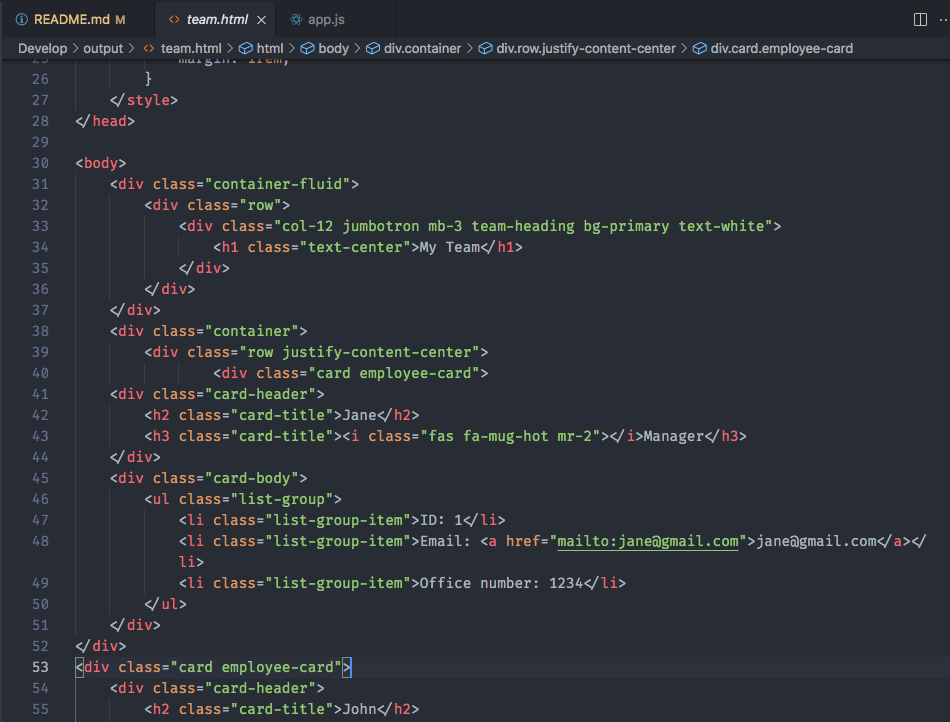 README.md M team.html × app.js
Develop > output > <> team.html > html > body > div.container > div.row.justify-content-center > div.card.employee-card
25 margin: 1rem;
26 }
27 </style>
28 </head>
29
30 <body>
31 <div class="container-fluid">
32 <div class="row">
33 <div class="col-12 jumbotron mb-3 team-heading bg-primary text-white">
34 <h1 class="text-center">My Team</h1>
35 </div>
36 </div>
37 </div>
38 <div class="container">
39 <div class="row justify-content-center">
40 <div class="card employee-card">
41 <div class="card-header">
42 <h2 class="card-title">Jane</h2>
43 <h3 class="card-title"><i class="fas fa-mug-hot mr-2"></i>Manager</h3>
44 </div>
45 <div class="card-body">
46 <ul class="list-group">
47 <li class="list-group-item">ID: 1</li>
48 <li class="list-group-item">Email: <a href="mailto:jane@gmail.com">jane@gmail.com</a></
li>
49 <li class="list-group-item">Office number: 1234</li>
50 </ul>
51 </div>
52 </div>
53 <div class="card employee-card">
54 <div class="card-header">
55 <h2 class="card-title">John</h2>